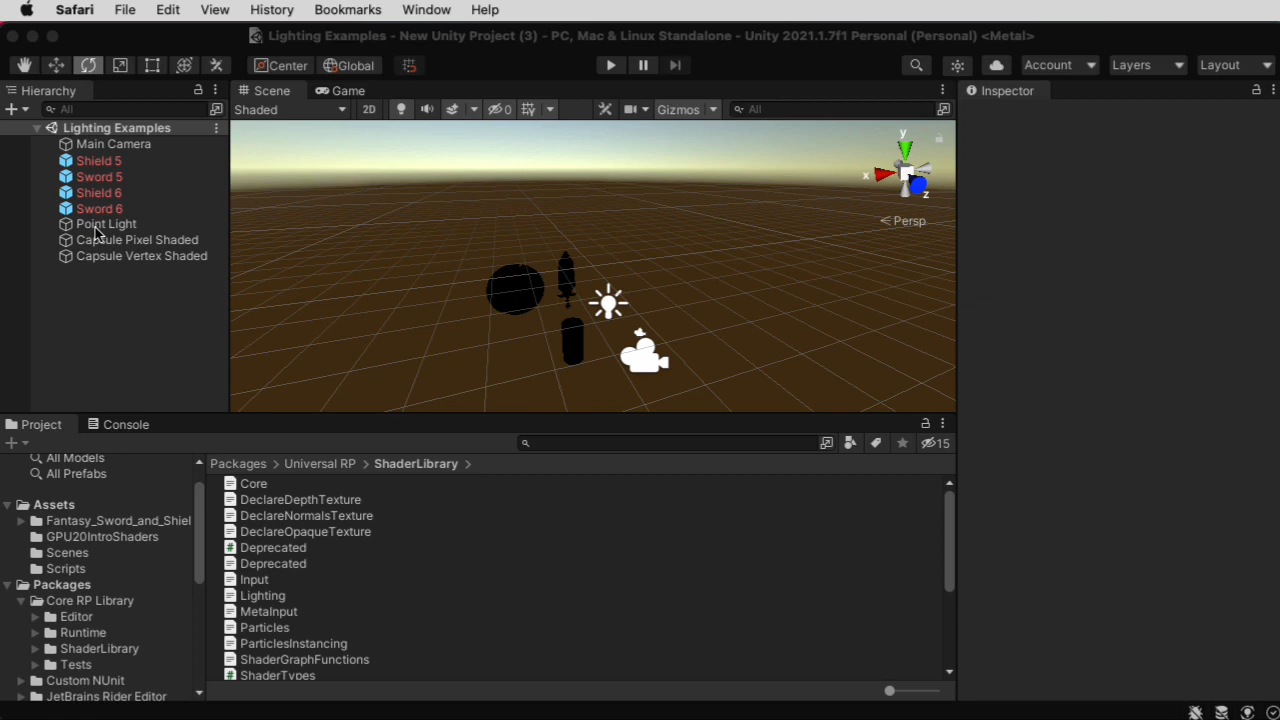 Safari File Edit View History Bookmarks Window Help
Lighting Examples - New Unity Project (3) - PC, Mac & Linux Standalone - Unity 2021.1.7f1 Personal (Personal) <Metal>
Center Global Account Layers Layout
Hierarchy
All
Lighting Examples
Main Camera
Shield 5
Sword 5
Shield 6
Sword 6
Point Light
Capsule Pixel Shaded
Capsule Vertex Shaded
Scene Game
Shaded 2D 0 Gizmos All
y
x
z
< Persp
Inspector
Project Console
15
All Models
All Prefabs
Assets
Fantasy_Sword_and_Shiel
GPU20IntroShaders
Scenes
Scripts
Packages
Core RP Library
Editor
Runtime
ShaderLibrary
Tests
Custom NUnit
JetBrains Rider Editor
Packages > Universal RP > ShaderLibrary >
Core
DeclareDepthTexture
DeclareNormalsTexture
DeclareOpaqueTexture
Deprecated
Deprecated
Input
Lighting
MetaInput
Particles
ParticlesInstancing
ShaderGraphFunctions
ShaderTypes